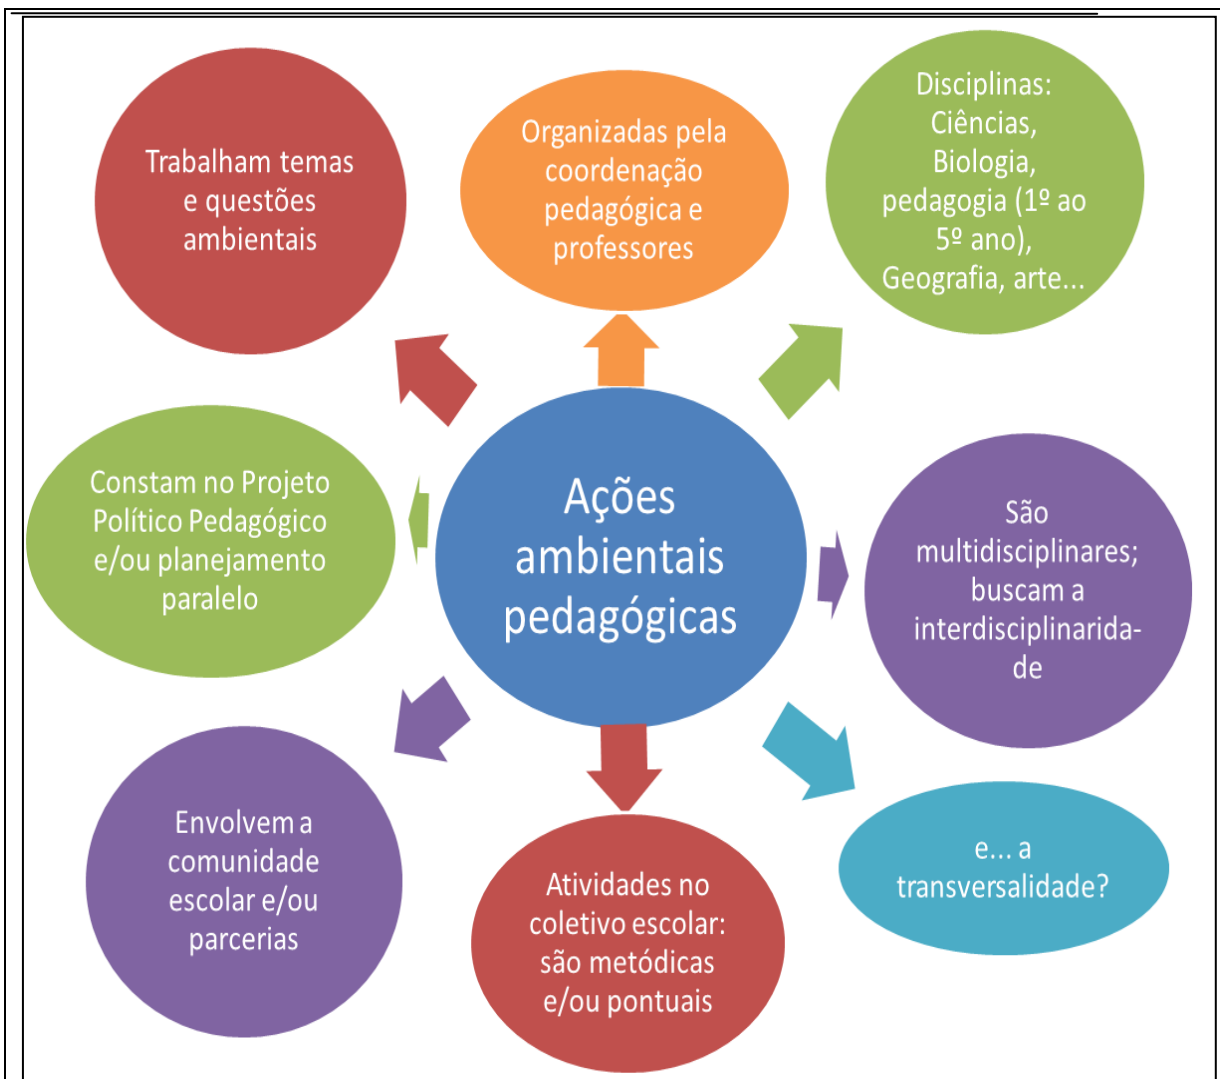 Trabalham temas
e questões
ambientais
Organizadas pela
coordenação
pedagógica e
professores
Disciplinas:
Ciências,
Biologia,
pedagogia (1º ao
5º ano),
Geografia, arte...
Constam no Projeto
Político Pedagógico
e/ou planejamento
paralelo
Ações
ambientais
pedagógicas
São
multidisciplinares;
buscam a
interdisciplinarida-
de
Envolvem a
comunidade
escolar e/ou
parcerias
Atividades no
coletivo escolar:
são metódicas
e/ou pontuais
e... a
transversalidade?